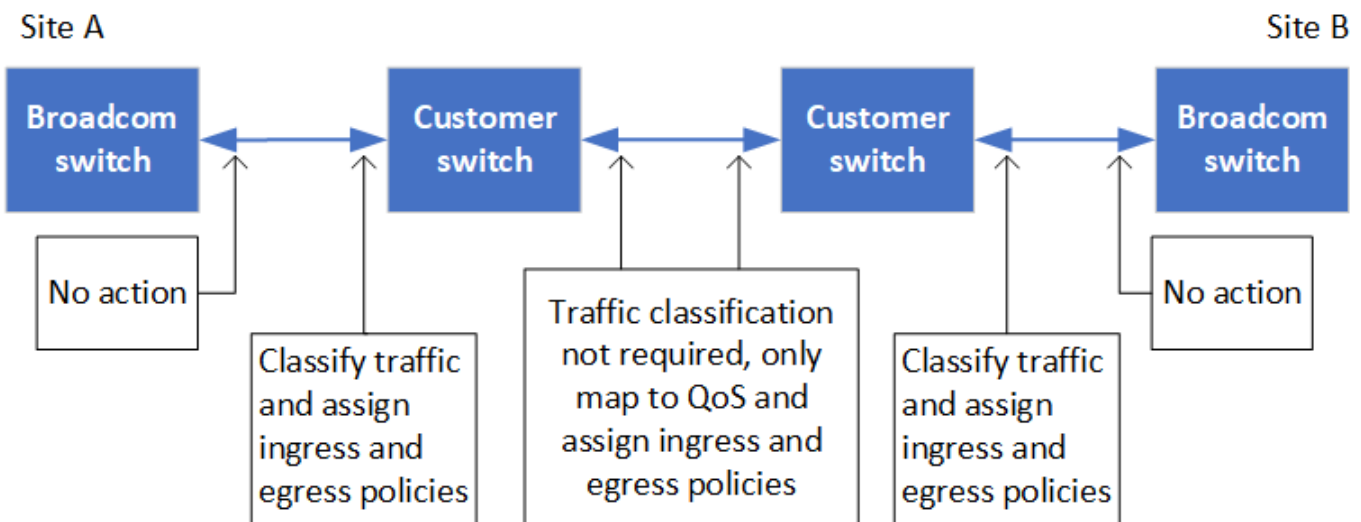 Site A
Site B
Broadcom
switch
Customer
switch
Customer
switch
Broadcom
switch
No action
Classify traffic
and assign
ingress and
egress policies
Traffic classification
not required, only
map to QoS and
assign ingress and
egress policies
Classify traffic
and assign
ingress and
egress policies
No action